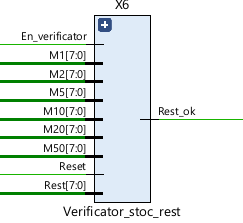 X6
En_verificator
M1[7:0]
M2[7:0]
M5[7:0]
M10[7:0]
M20[7:0]
M50[7:0]
Reset
Rest[7:0]
Rest_ok
Verificator_stoc_rest